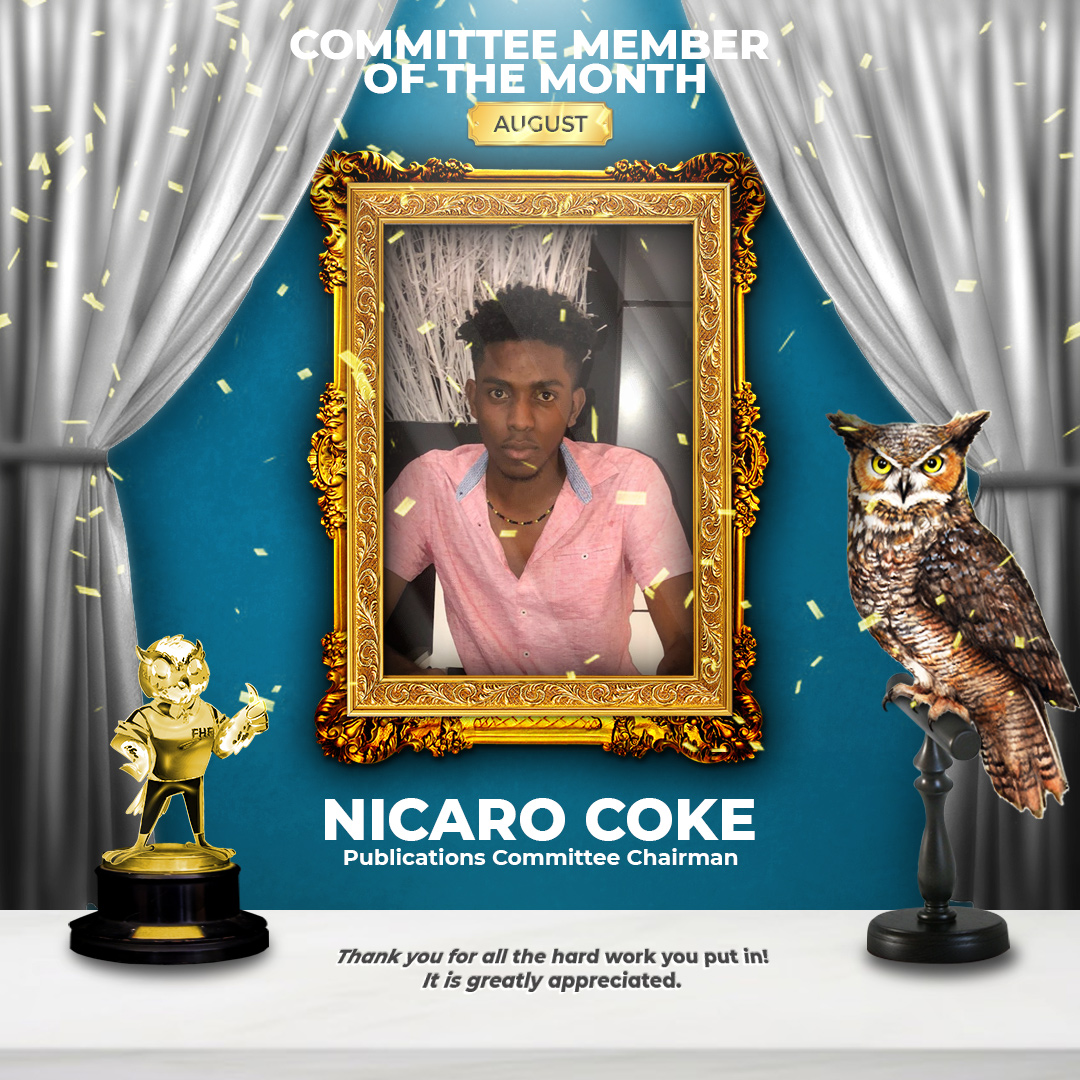 COMMITTEE MEMBER
OF THE MONTH
AUGUST
NICARO COKE
Publications Committee Chairman
Thank you for all the hard work you put in!
It is greatly appreciated.